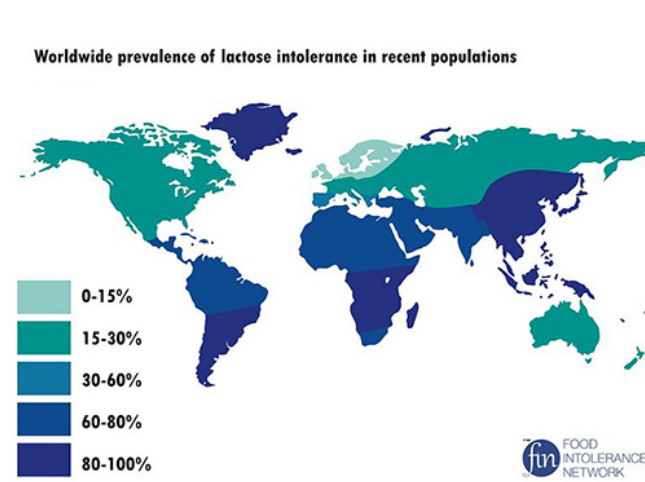 Worldwide prevalence of lactose intolerance in recent populations
0-15%
15-30%
30-60%
60-80%
80-100%
fin
FOOD
INTOLERANCE
NETWORK